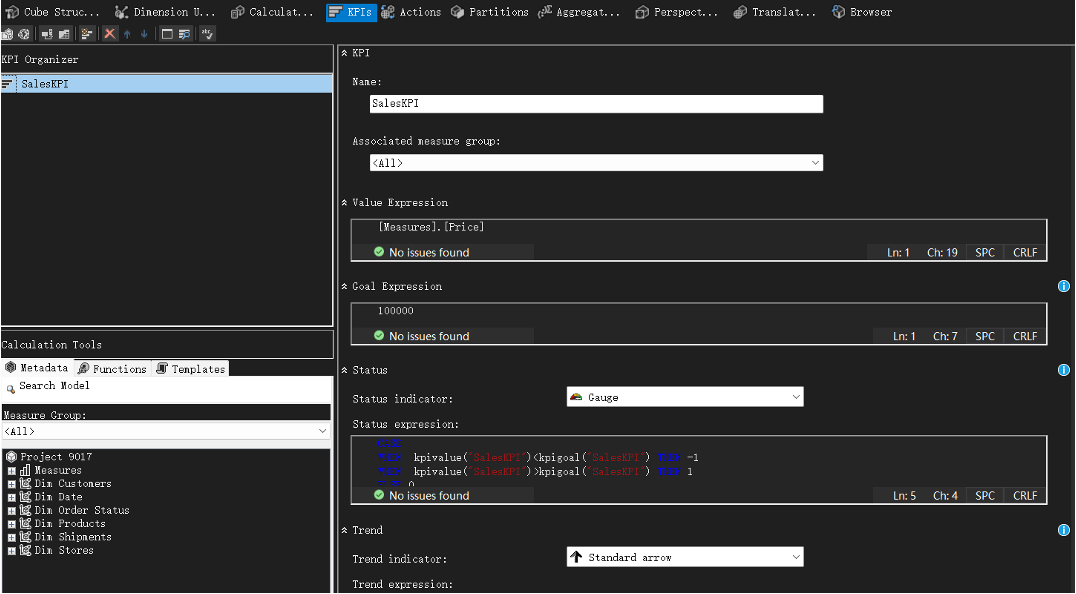 Cube Struc... Dimension U... Calculat... KPIs Actions Partitions Aggregat... Perspect... Translat... Browser
KPI Organizer
SalesKPI
Calculation Tools
Metadata Functions Templates
Search Model
Measure Group:
<All>
Project 9017
Measures
Dim Customers
Dim Date
Dim Order Status
Dim Products
Dim Shipments
Dim Stores
KPI
Name:
SalesKPI
Associated measure group:
<All>
Value Expression
[Measures].[Price]
No issues found Ln: 1 Ch: 19 SPC CRLF
Goal Expression
100000
No issues found Ln: 1 Ch: 7 SPC CRLF
Status
Status indicator: Gauge
Status expression:
CASE
WHEN kpivalue("SalesKPI")<kpigoal("SalesKPI") THEN -1
WHEN kpivalue("SalesKPI")>kpigoal("SalesKPI") THEN 1
0
No issues found Ln: 5 Ch: 4 SPC CRLF
Trend
Trend indicator: Standard arrow
Trend expression: